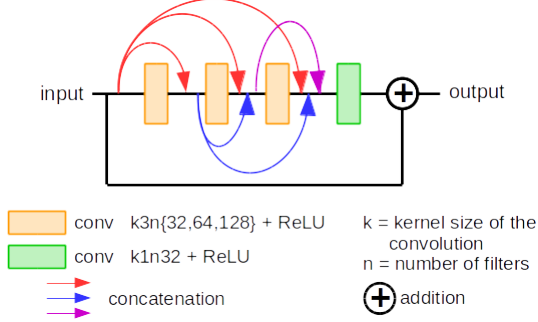 input
output
conv k3n{32,64,128} + ReLU
conv k1n32 + ReLU
concatenation
k = kernel size of the
convolution
n = number of filters
addition